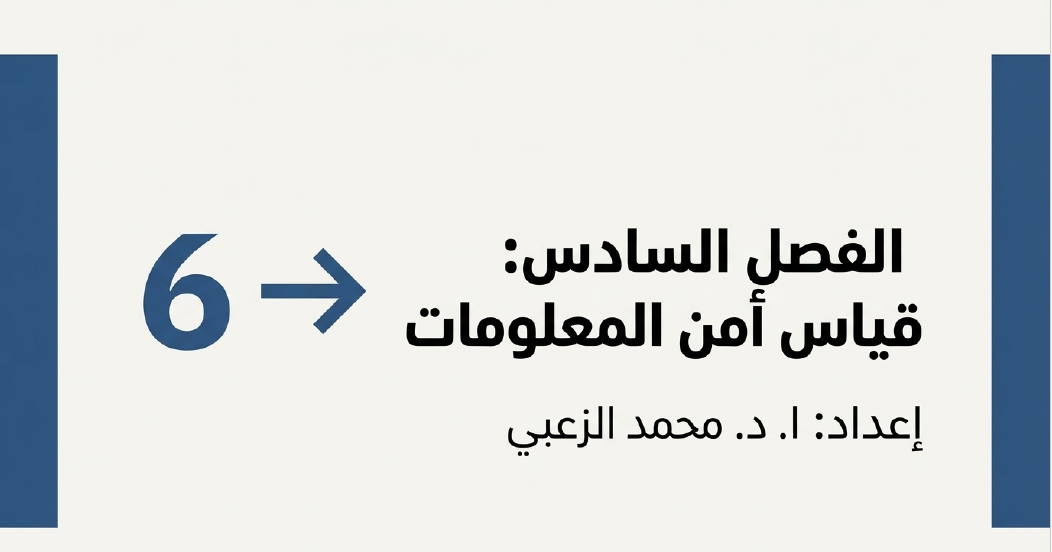 الفصل السادس:
قياس أمن المعلومات
إعداد: ا. د. محمد الزعبي
6